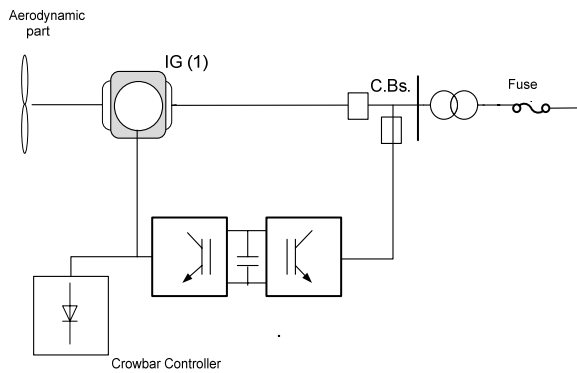 Aerodynamic
part
IG (1)
C.Bs.
Fuse
Crowbar Controller